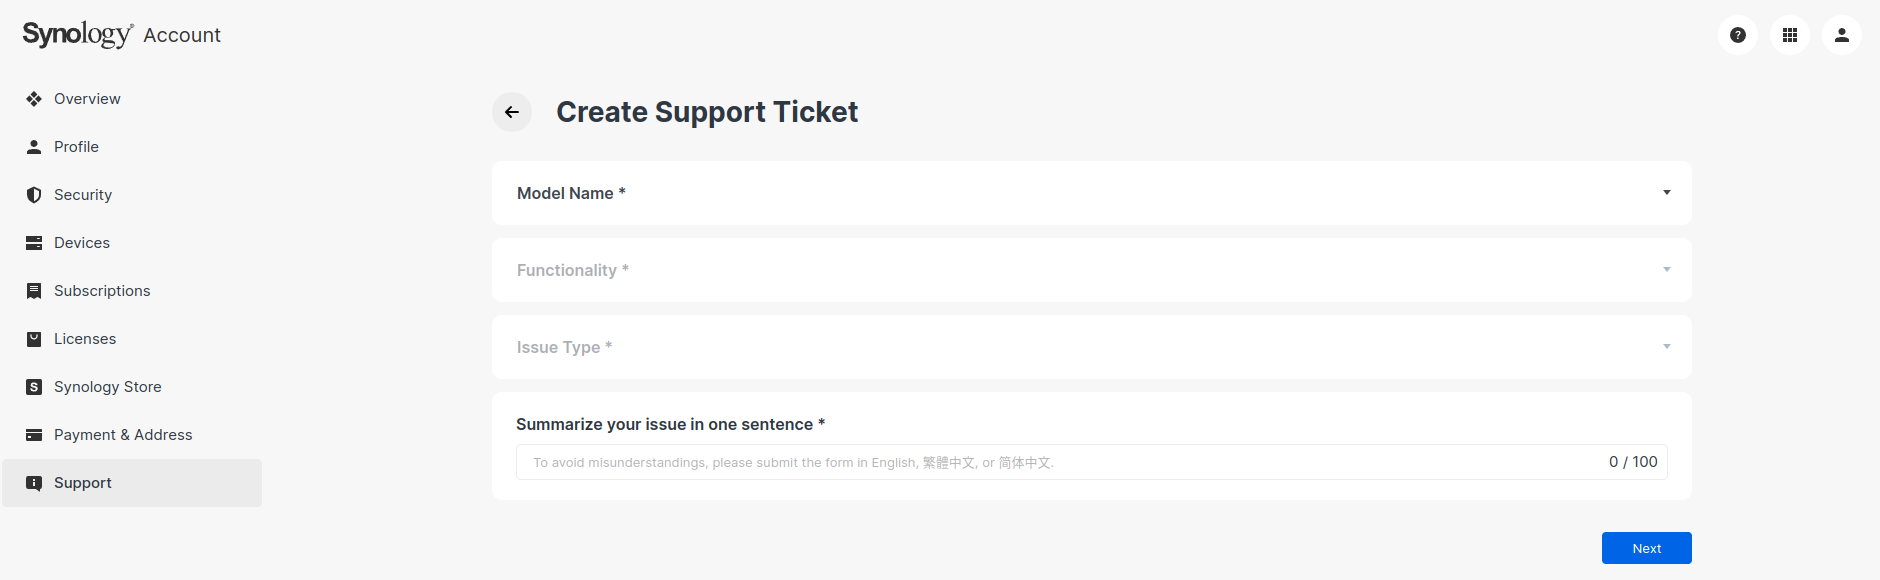 Synology® Account
Overview
Profile
Security
Devices
Subscriptions
Licenses
S Synology Store
Payment & Address
Support
Create Support Ticket
Model Name *
Functionality *
Issue Type *
Summarize your issue in one sentence *
To avoid misunderstandings, please submit the form in English, 繁體中文, or 简体中文. 0 / 100
Next